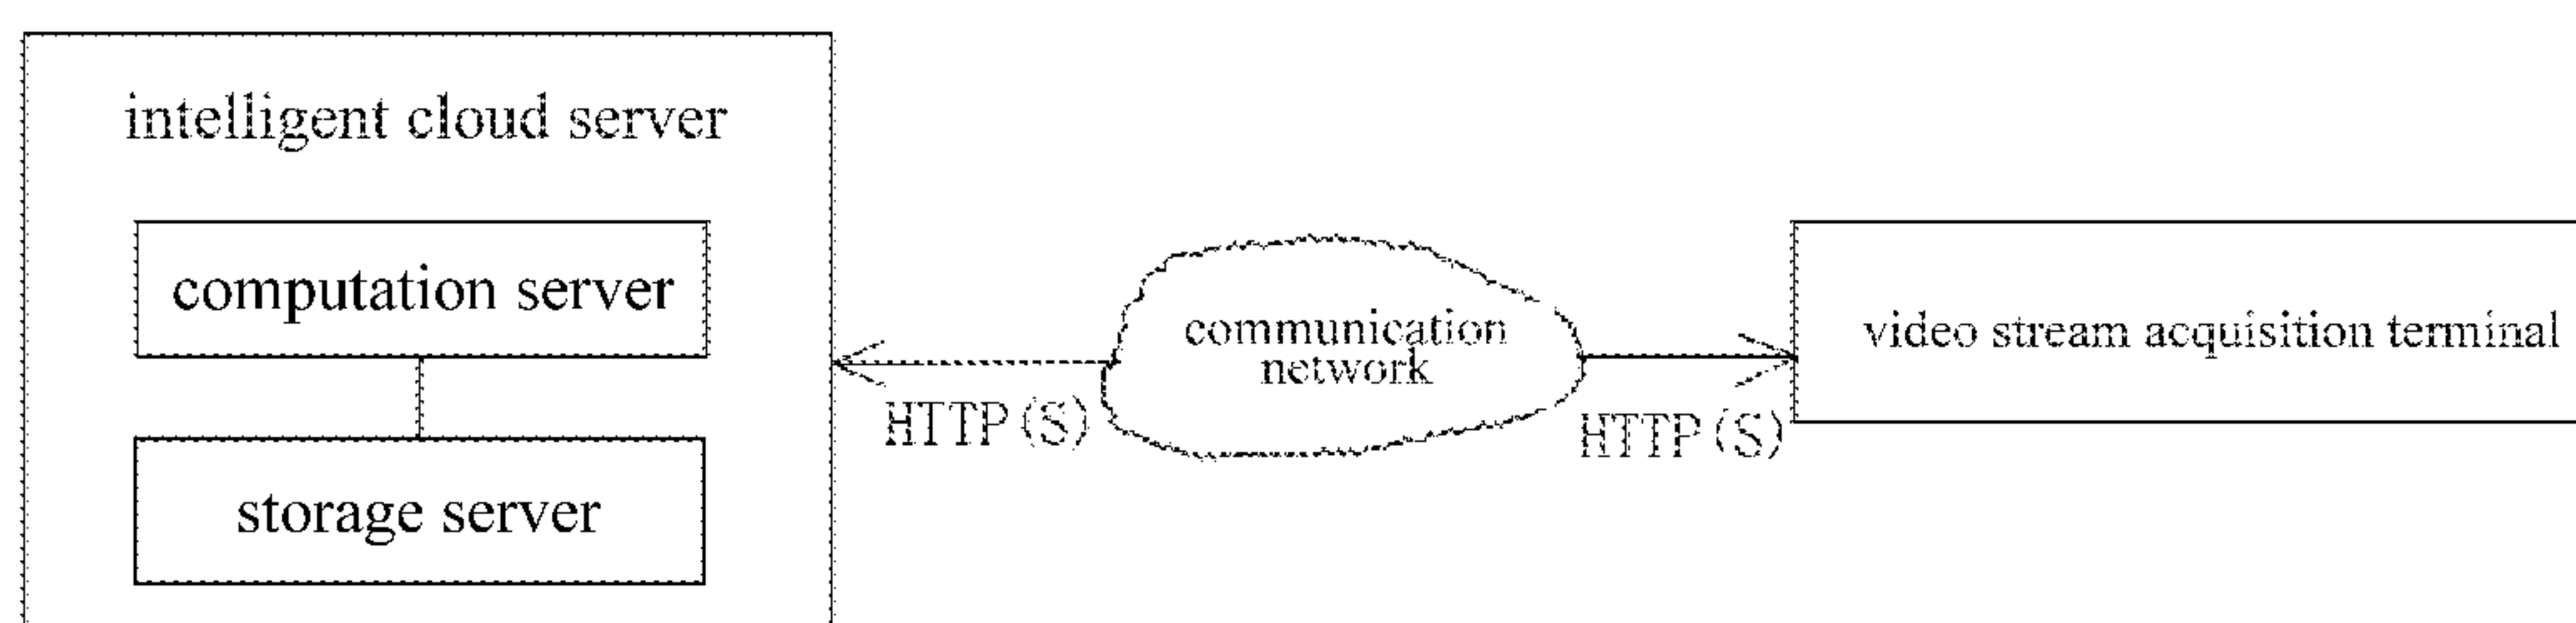 intelligent cloud server
computation server
storage server
HTTP(S)
communication
network
HTTP(S)
video stream acquisition terminal